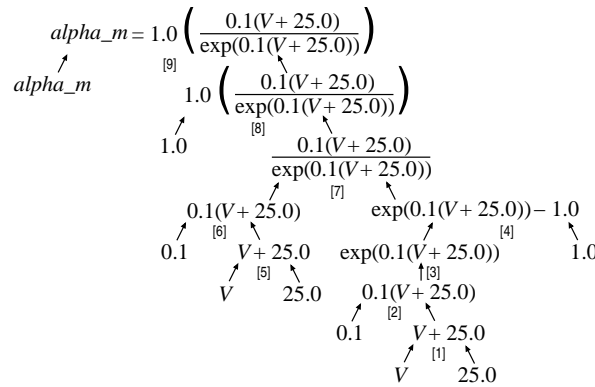 alpha_m = 1.0 ( 0.1(V + 25.0) / exp(0.1(V + 25.0)) )
[9]
alpha_m
1.0 ( 0.1(V + 25.0) / exp(0.1(V + 25.0)) )
[8]
1.0
0.1(V + 25.0) / exp(0.1(V + 25.0))
[7]
0.1(V + 25.0) exp(0.1(V + 25.0)) – 1.0
[6] [4]
0.1 V + 25.0 exp(0.1(V + 25.0)) 1.0
[5] [3]
V 25.0 0.1(V + 25.0)
[2]
0.1 V + 25.0
[1]
V 25.0